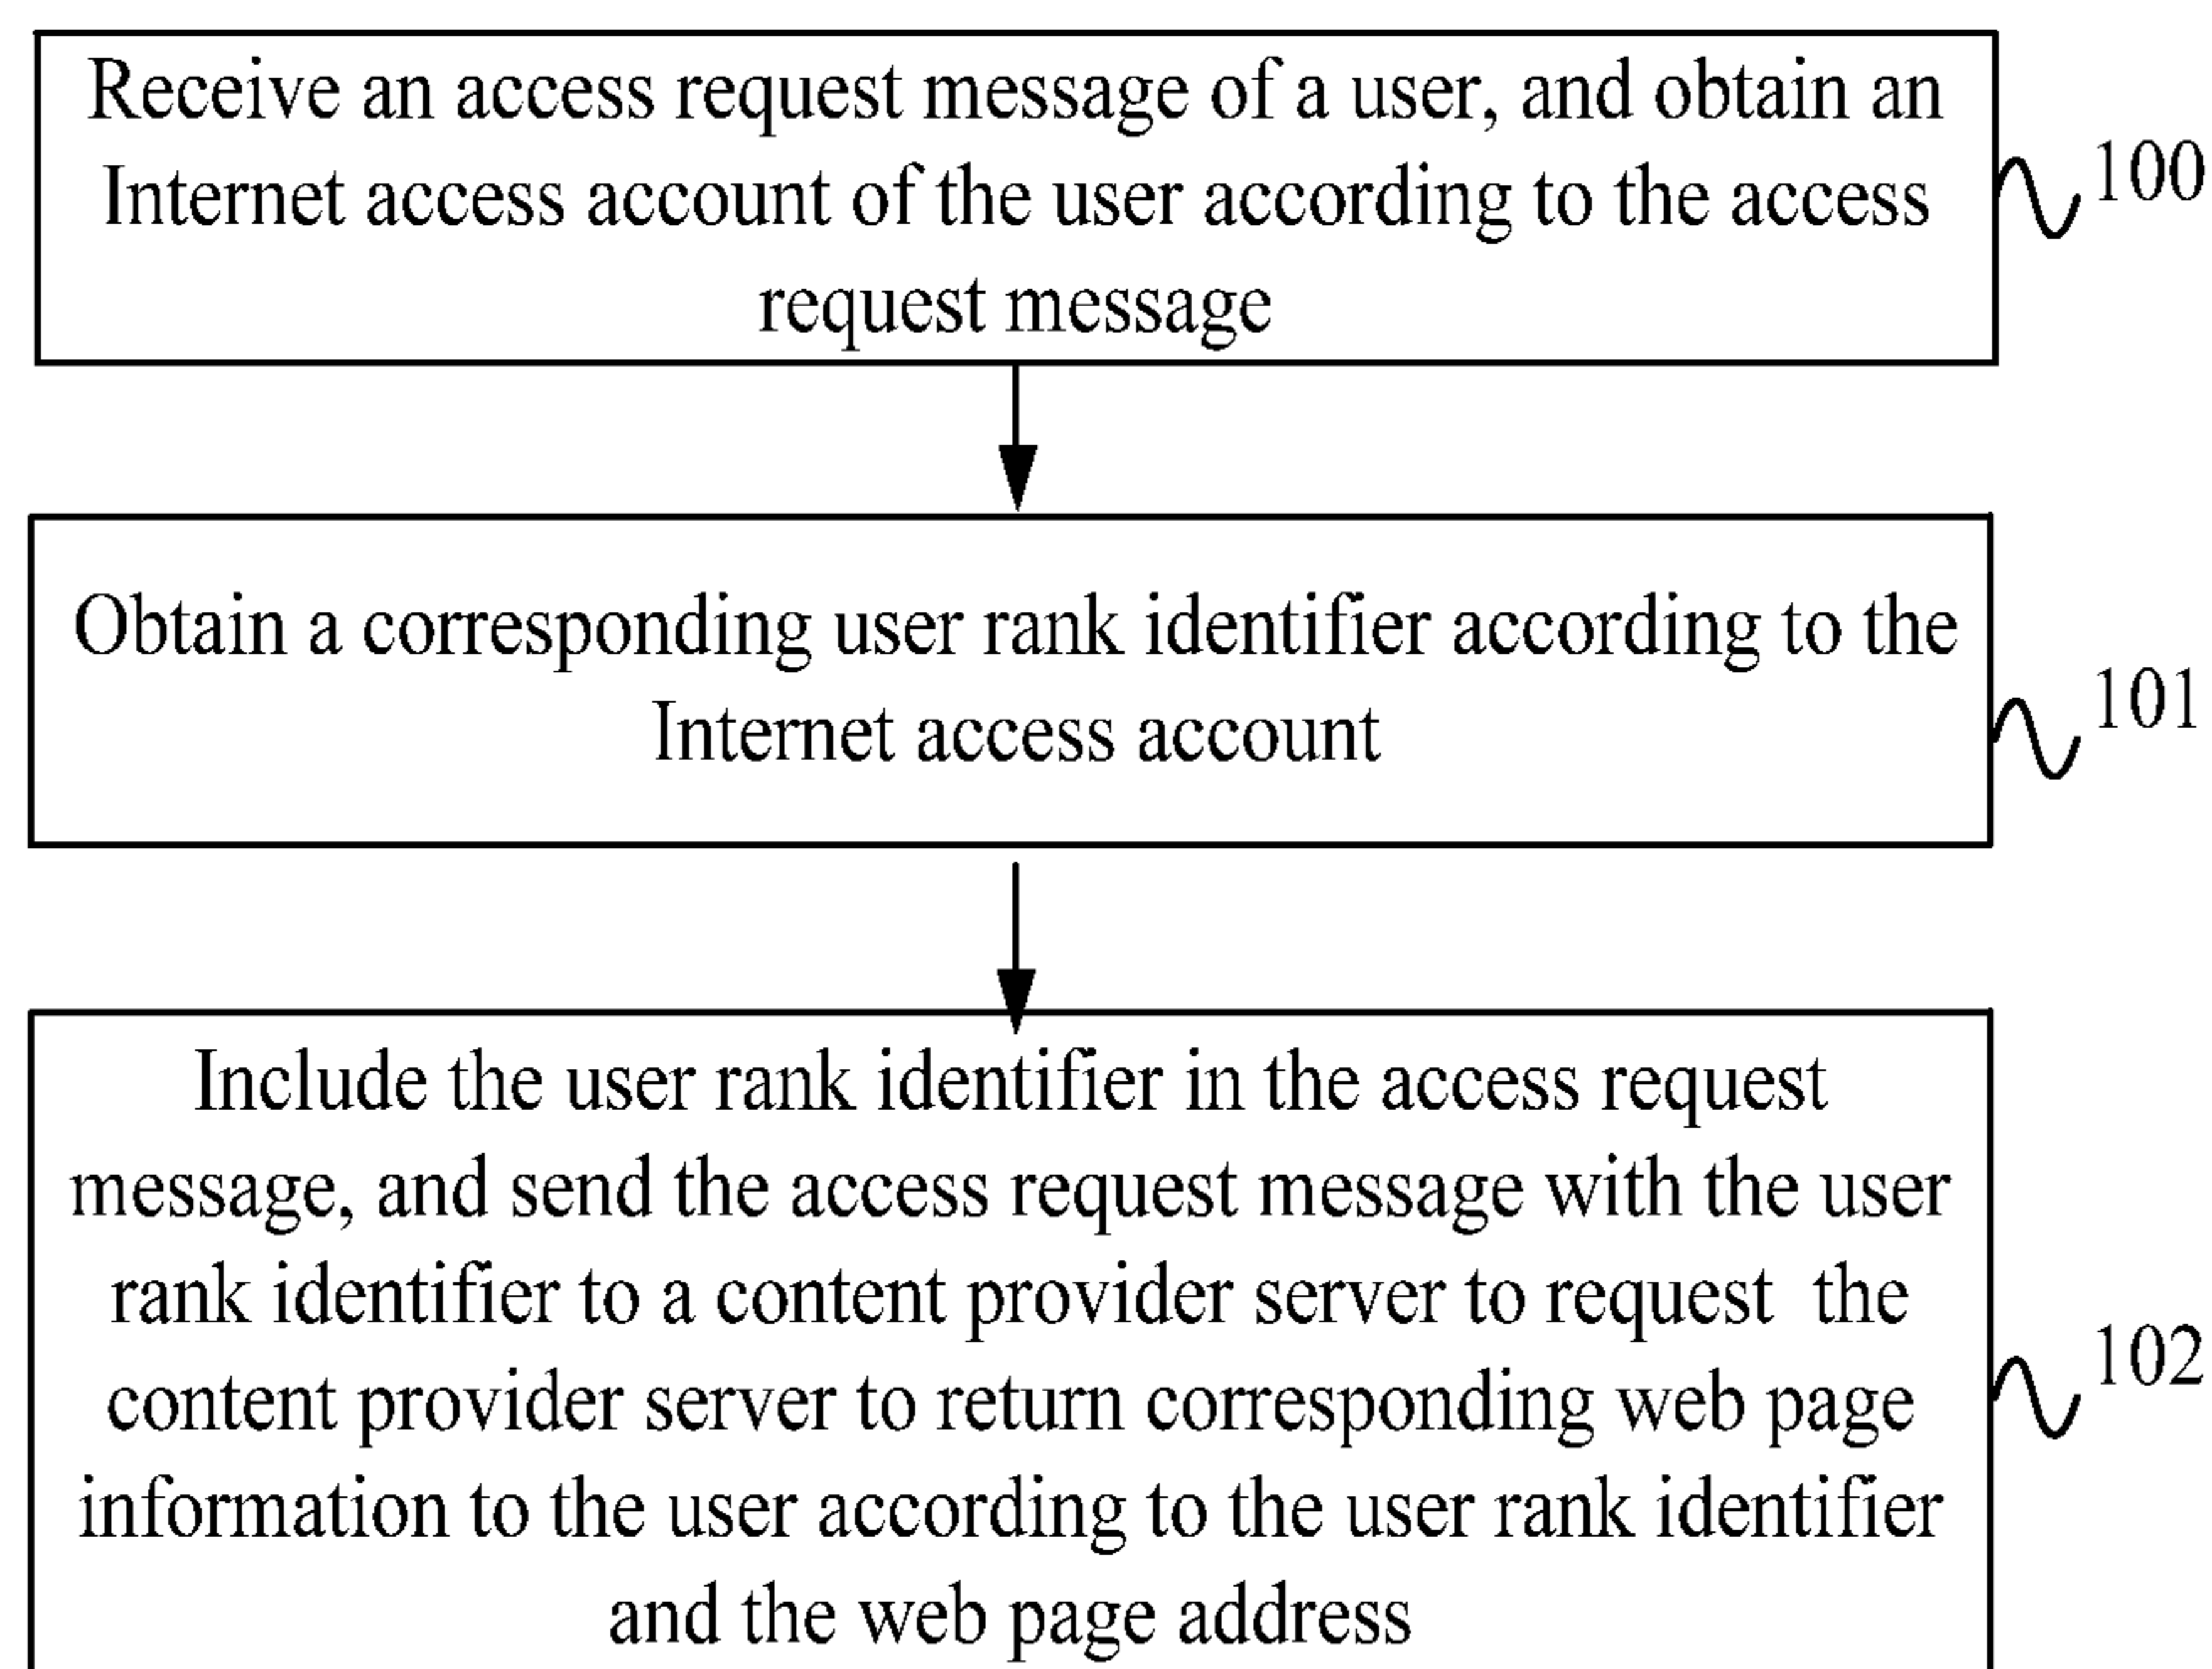 Receive an access request message of a user, and obtain an
Internet access account of the user according to the access
request message
100
Obtain a corresponding user rank identifier according to the
Internet access account
101
Include the user rank identifier in the access request
message, and send the access request message with the user
rank identifier to a content provider server to request the
content provider server to return corresponding web page
information to the user according to the user rank identifier
and the web page address
102